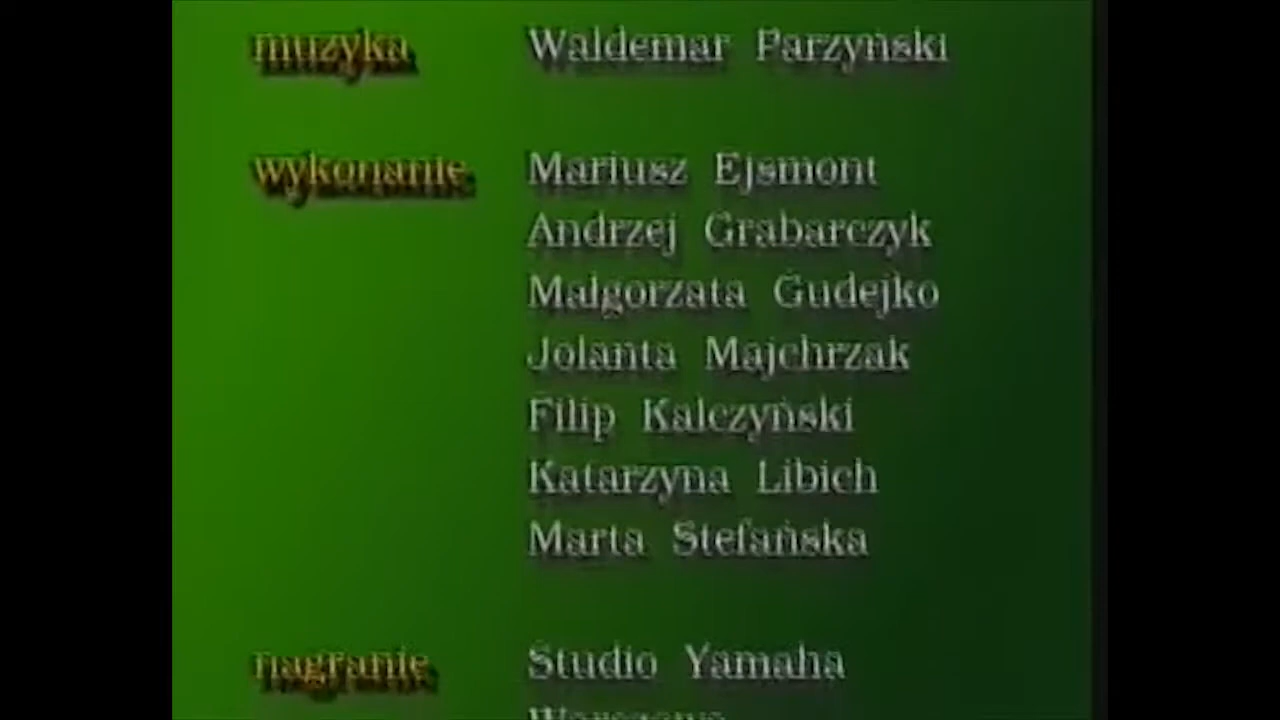 muzyka Waldemar Parzyński
wykonanie Mariusz Ejsmont
Andrzej Grabarczyk
Małgorzata Gudejko
Jolanta Majchrzak
Filip Kalczyński
Katarzyna Libich
Marta Stefańska
nagranie Studio Yamaha
Warszawa